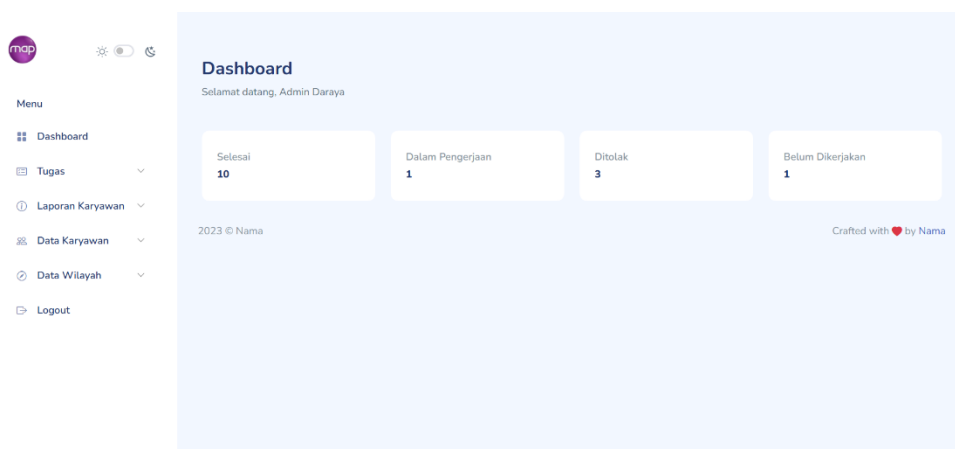 map
Menu
Dashboard
Tugas
Laporan Karyawan
Data Karyawan
Data Wilayah
Logout
Dashboard
Selamat datang, Admin Daraya
Selesai
10
Dalam Pengerjaan
1
Ditolak
3
Belum Dikerjakan
1
2023 © Nama
Crafted with ❤ by Nama